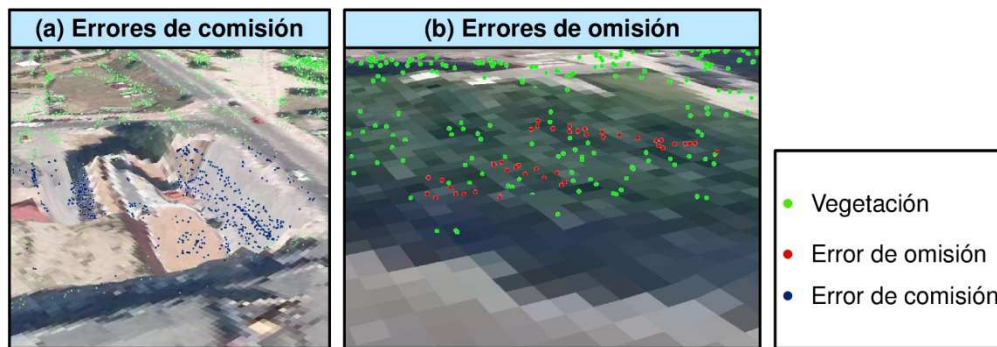 (a) Errores de comisión
(b) Errores de omisión
Vegetación
Error de omisión
Error de comisión